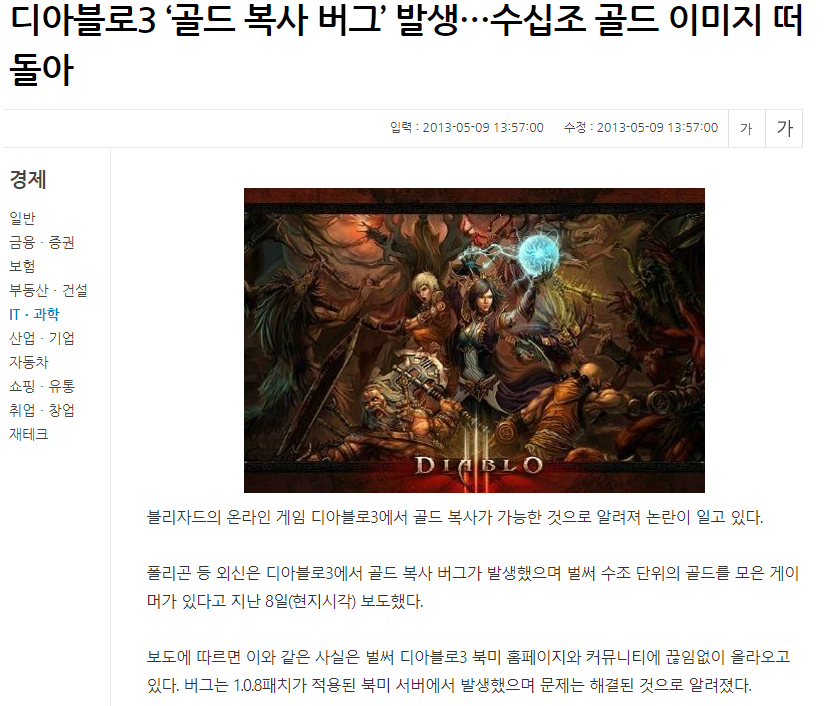 디아블로3 ‘골드 복사 버그’ 발생…수십조 골드 이미지 떠
돌아
입력 : 2013-05-09 13:57:00 수정 : 2013-05-09 13:57:00 가 가
경제
일반
금융 · 증권
보험
부동산 · 건설
IT · 과학
산업 · 기업
자동차
쇼핑 · 유통
취업 · 창업
재테크
DIABLO
블리자드의 온라인 게임 디아블로3에서 골드 복사가 가능한 것으로 알려져 논란이 일고 있다.
폴리곤 등 외신은 디아블로3에서 골드 복사 버그가 발생했으며 벌써 수조 단위의 골드를 모은 게이
머가 있다고 지난 8일(현지시각) 보도했다.
보도에 따르면 이와 같은 사실은 벌써 디아블로3 북미 홈페이지와 커뮤니티에 끊임없이 올라오고
있다. 버그는 1.0.8패치가 적용된 북미 서버에서 발생했으며 문제는 해결된 것으로 알려졌다.